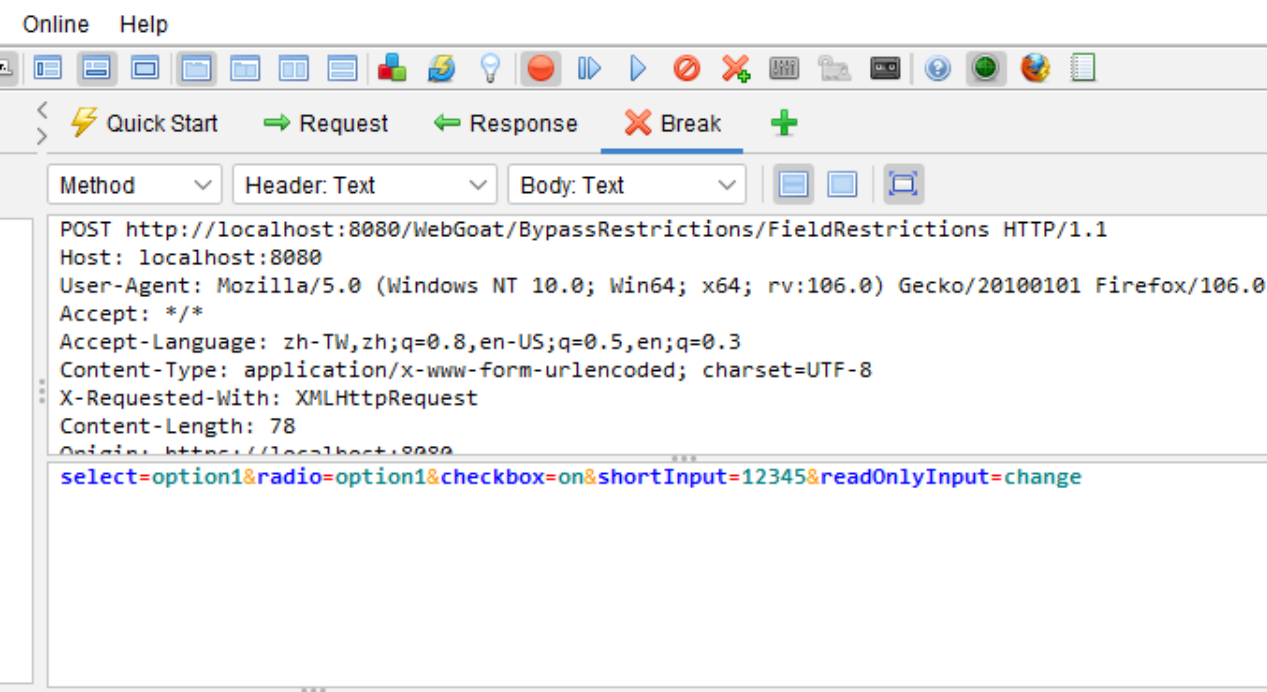 Online Help
Quick Start Request Response Break
Method Header: Text Body: Text
POST http://localhost:8080/WebGoat/BypassRestrictions/FieldRestrictions HTTP/1.1
Host: localhost:8080
User-Agent: Mozilla/5.0 (Windows NT 10.0; Win64; x64; rv:106.0) Gecko/20100101 Firefox/106.0
Accept: */*
Accept-Language: zh-TW,zh;q=0.8,en-US;q=0.5,en;q=0.3
Content-Type: application/x-www-form-urlencoded; charset=UTF-8
X-Requested-With: XMLHttpRequest
Content-Length: 78
Origin: https://localhost:8080
select=option1&radio=option1&checkbox=on&shortInput=12345&readOnlyInput=change